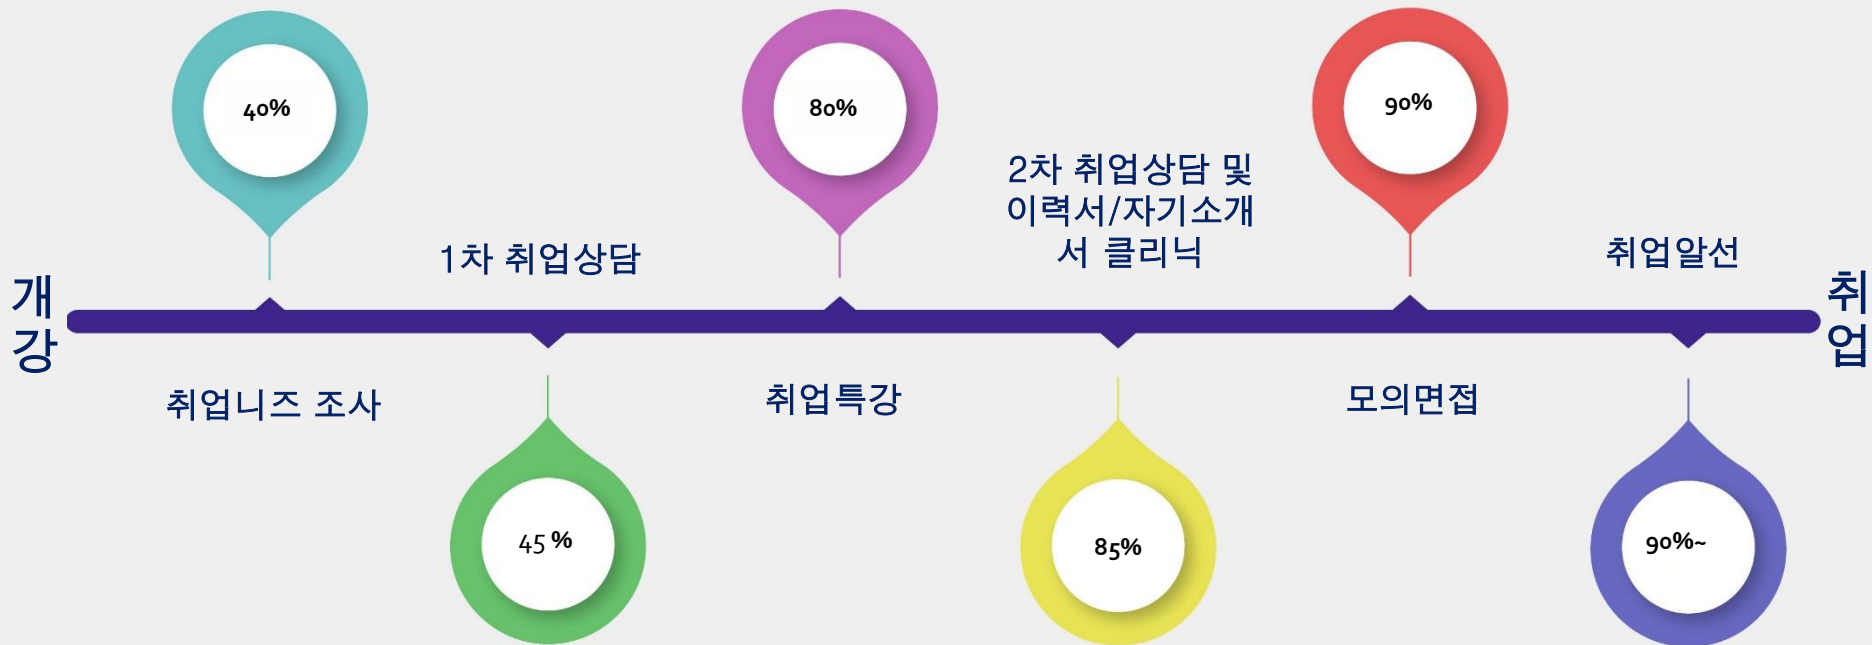 40%
80%
90%
2차 취업상담 및
이력서/자기소개
서 클리닉
1차 취업상담
취업알선
개
강
취
업
취업니즈 조사
취업특강
모의면접
45 %
85%
90%~